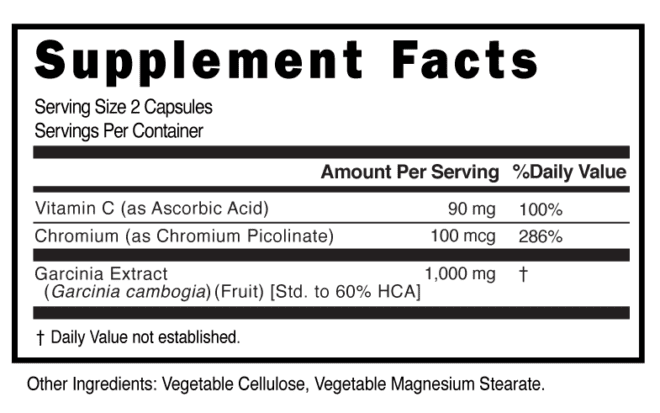 Supplement Facts
Serving Size 2 Capsules
Servings Per Container
Amount Per Serving %Daily Value
Vitamin C (as Ascorbic Acid) 90 mg 100%
Chromium (as Chromium Picolinate) 100 mcg 286%
Garcinia Extract 1,000 mg †
(Garcinia cambogia) (Fruit) [Std. to 60% HCA]
† Daily Value not established.
Other Ingredients: Vegetable Cellulose, Vegetable Magnesium Stearate.